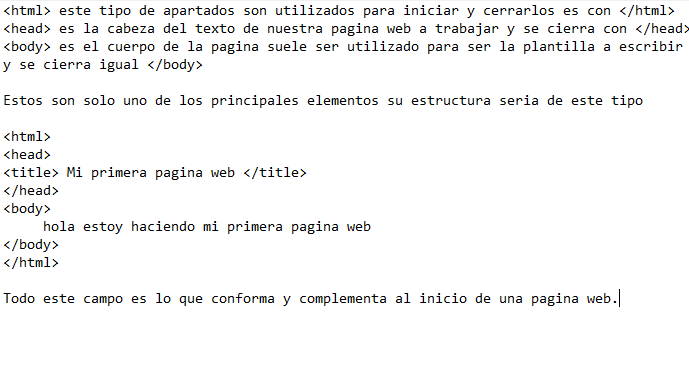 <html> este tipo de apartados son utilizados para iniciar y cerrarlos es con </html>
<head> es la cabeza del texto de nuestra pagina web a trabajar y se cierra con </head>
<body> es el cuerpo de la pagina suele ser utilizado para ser la plantilla a escribir
y se cierra igual </body>

Estos son solo uno de los principales elementos su estructura seria de este tipo

<html>
<head>
<title> Mi primera pagina web </title>
</head>
<body>
     hola estoy haciendo mi primera pagina web
</body>
</html>

Todo este campo es lo que conforma y complementa al inicio de una pagina web.